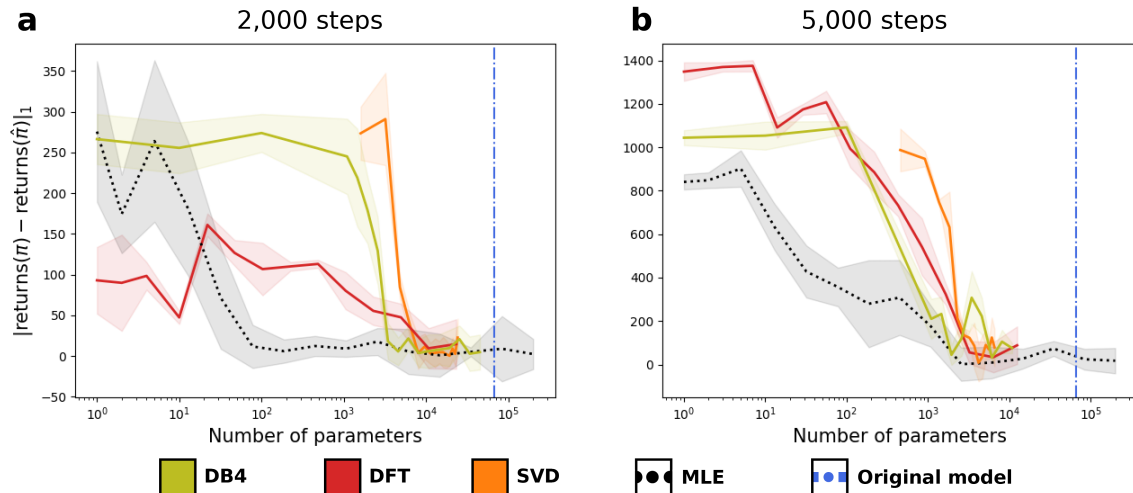 a
2,000 steps
b
5,000 steps
|returns(π) − returns(π̂)|₁
350
300
250
200
150
100
50
0
−50
10⁰
10¹
10²
10³
10⁴
10⁵
Number of parameters
1400
1200
1000
800
600
400
200
0
10⁰
10¹
10²
10³
10⁴
10⁵
Number of parameters
DB4
DFT
SVD
MLE
Original model